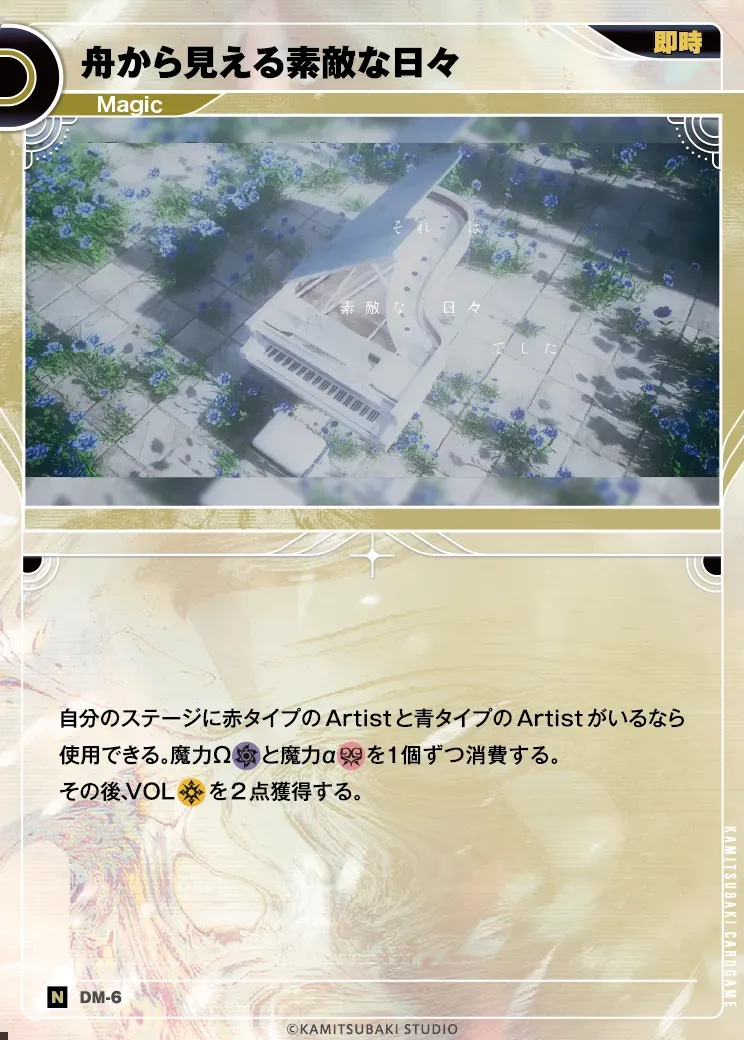 舟から見える素敵な日々
即時
Magic
それ は
素敵な 日々
でした
自分のステージに赤タイプのArtistと青タイプのArtistがいるなら
使用できる。魔力Ωと魔力αを1個ずつ消費する。
その後、VOLを2点獲得する。
KAMITSUBAKI CARDGAME
N DM-6
©KAMITSUBAKI STUDIO